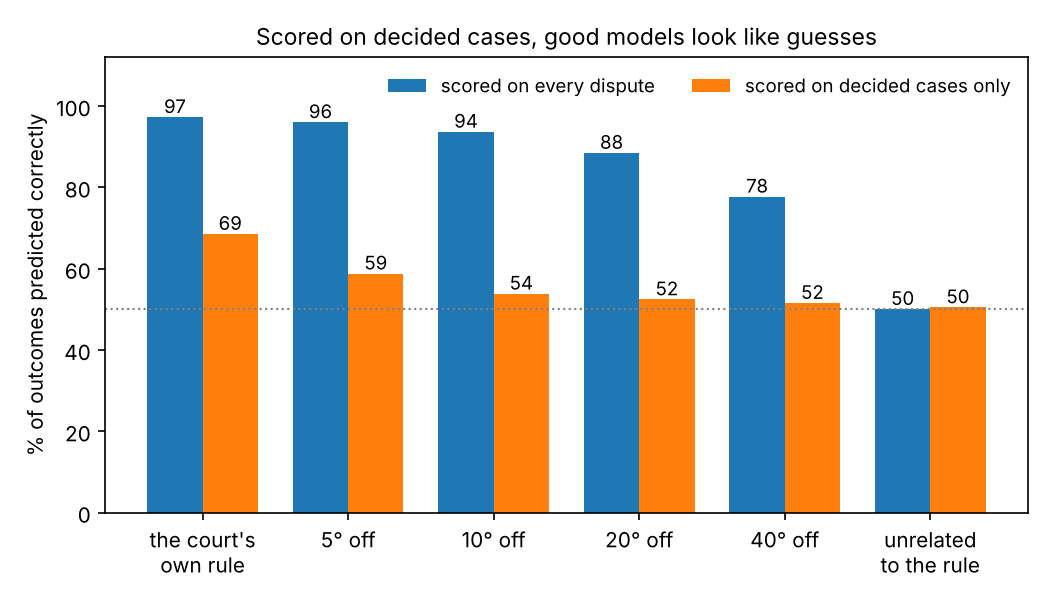 Scored on decided cases, good models look like guesses
scored on every dispute
scored on decided cases only
% of outcomes predicted correctly
100
80
60
40
20
0
97
69
96
59
94
54
88
52
78
52
50
50
the court's
own rule
5° off
10° off
20° off
40° off
unrelated
to the rule